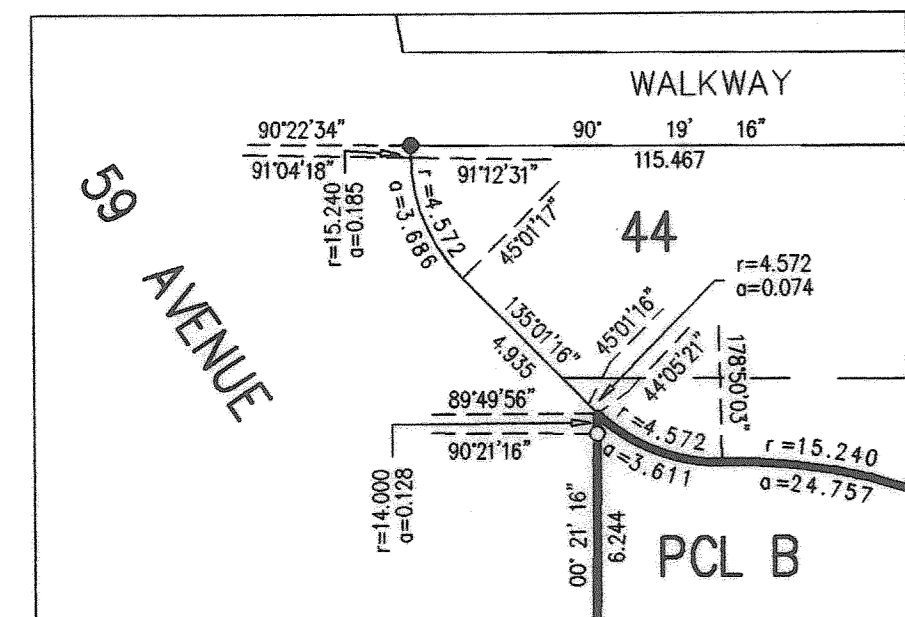 WALKWAY
90°22'34"
90° 19' 16"
91°04'18"
91°12'31"
115.467
r=15.240
a=0.185
r=4.572
a=3.686
45°01'17"
44
59 AVENUE
r=4.572
a=0.074
135°01'16"
4.935
45°01'16"
44°05'21"
178°50'03"
89°49'56"
90°21'16"
r=14.000
a=0.128
r=4.572
a=3.611
r=15.240
a=24.757
00° 21' 16"
6.244
PCL B